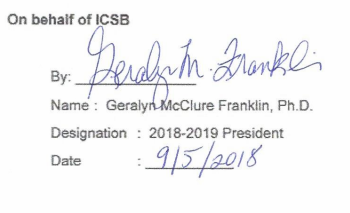 On behalf of ICSB
By: Geralyn M. Franklin
Name : Geralyn McClure Franklin, Ph.D.
Designation : 2018-2019 President
Date : 9/5/2018